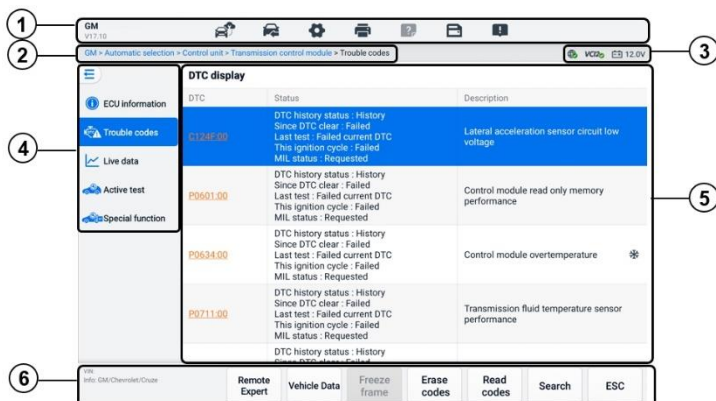 1
GM
V17.10
2
GM > Automatic selection > Control unit > Transmission control module > Trouble codes
VCI2 12.0V
3
4
ECU information
Trouble codes
Live data
Active test
Special function
DTC display
DTC Status Description
DTC history status : History
Since DTC clear : Failed
C124F:00 Last test : Failed current DTC Lateral acceleration sensor circuit low voltage
This ignition cycle : Failed
MIL status : Requested
DTC history status : History
Since DTC clear : Failed
P0601:00 Last test : Failed current DTC Control module read only memory performance
This ignition cycle : Failed
MIL status : Requested
5
DTC history status : History
Since DTC clear : Failed
P0634:00 Last test : Failed current DTC Control module overtemperature
This ignition cycle : Failed
MIL status : Requested
DTC history status : History
Since DTC clear : Failed
P0711:00 Last test : Failed current DTC Transmission fluid temperature sensor performance
This ignition cycle : Failed
MIL status : Requested
DTC history status : History
Since DTC clear : Failed
6
VIN
Info: GM/Chevrolet/Cruze
Remote Expert
Vehicle Data
Freeze frame
Erase codes
Read codes
Search
ESC